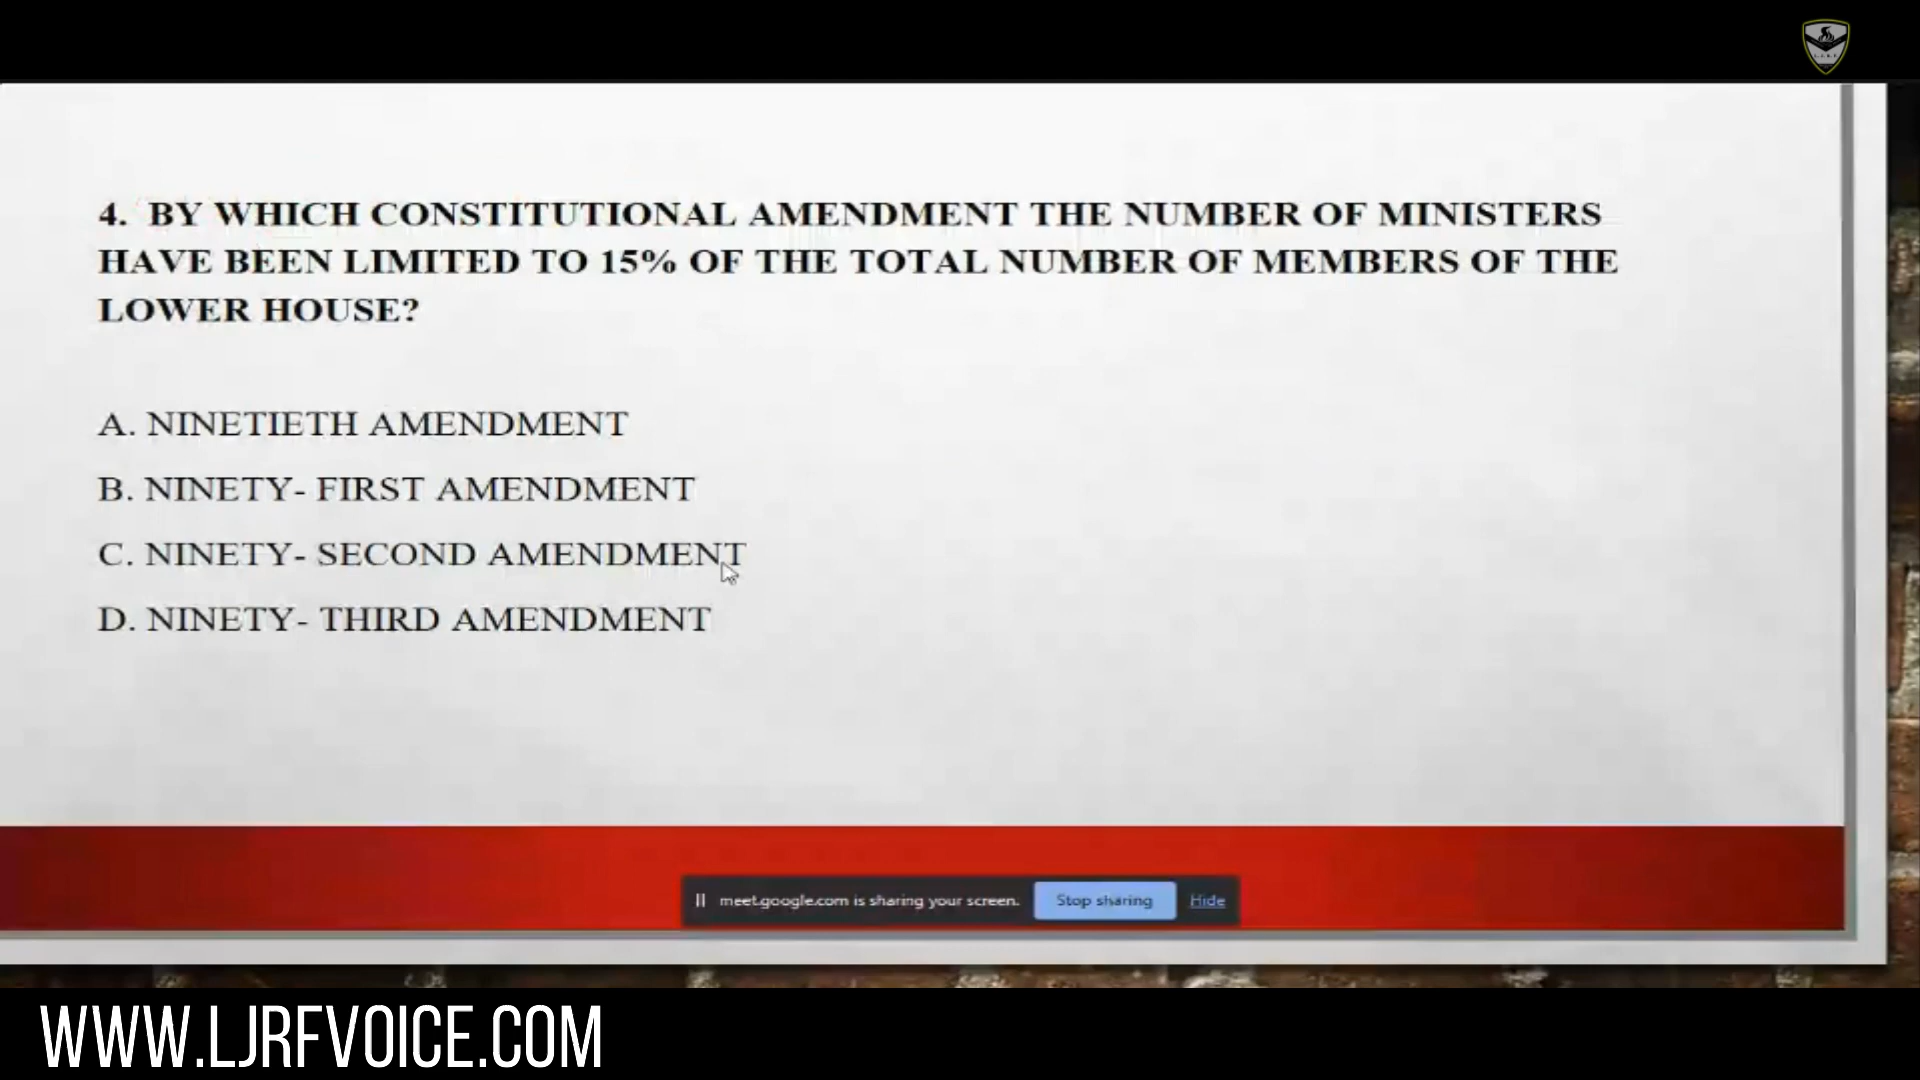 4. BY WHICH CONSTITUTIONAL AMENDMENT THE NUMBER OF MINISTERS
HAVE BEEN LIMITED TO 15% OF THE TOTAL NUMBER OF MEMBERS OF THE
LOWER HOUSE?
A. NINETIETH AMENDMENT
B. NINETY- FIRST AMENDMENT
C. NINETY- SECOND AMENDMENT
D. NINETY- THIRD AMENDMENT
meet.google.com is sharing your screen. Stop sharing Hide
WWW.LJRFVOICE.COM